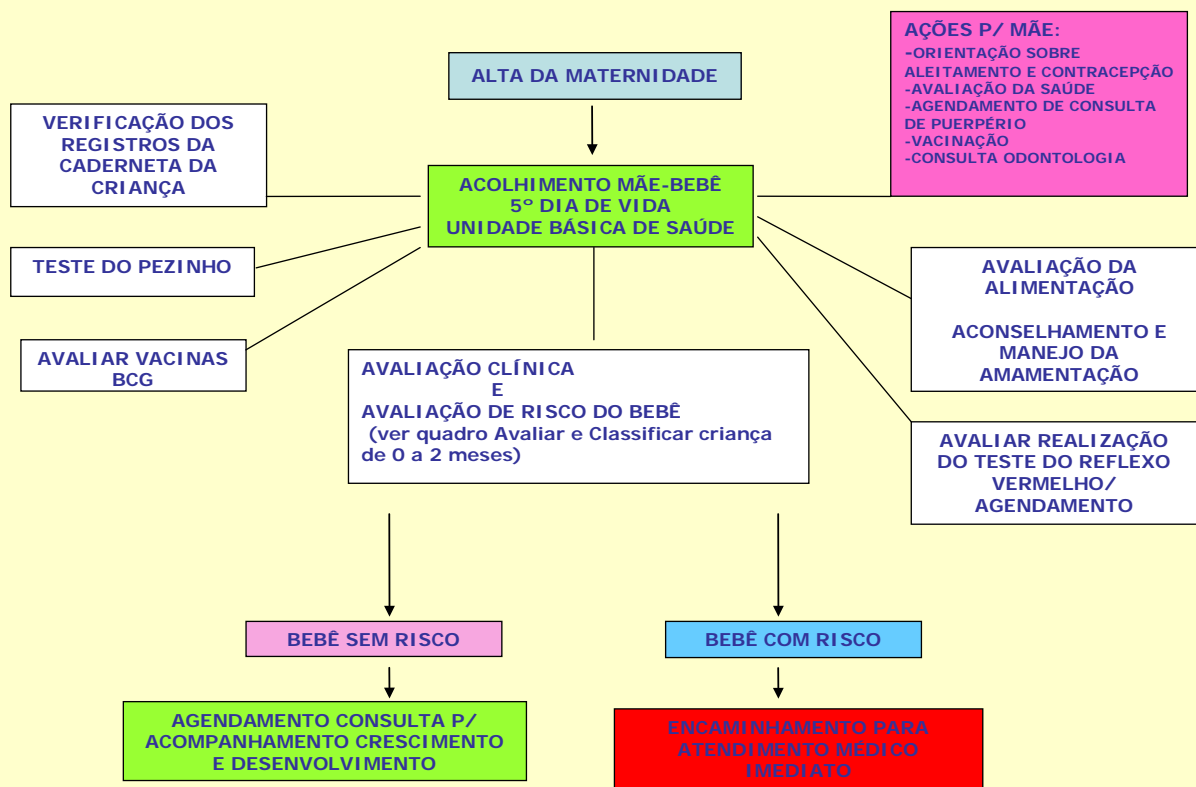 ALTA DA MATERNIDADE
AÇÕES P/ MÃE:
-ORIENTAÇÃO SOBRE
ALEITAMENTO E CONTRACEPÇÃO
-AVALIAÇÃO DA SAÚDE
-AGENDAMENTO DE CONSULTA
DE PUERPÉRIO
-VACINAÇÃO
-CONSULTA ODONTOLOGIA
VERIFICAÇÃO DOS
REGISTROS DA
CADERNETA DA
CRIANÇA
ACOLHIMENTO MÃE-BEBÊ
5º DIA DE VIDA
UNIDADE BÁSICA DE SAÚDE
TESTE DO PEZINHO
AVALIAÇÃO DA
ALIMENTAÇÃO
ACONSELHAMENTO E
MANEJO DA
AMAMENTAÇÃO
AVALIAR VACINAS
BCG
AVALIAÇÃO CLÍNICA
E
AVALIAÇÃO DE RISCO DO BEBÊ
(ver quadro Avaliar e Classificar criança
de 0 a 2 meses)
AVALIAR REALIZAÇÃO
DO TESTE DO REFLEXO
VERMELHO/
AGENDAMENTO
BEBÊ SEM RISCO
BEBÊ COM RISCO
AGENDAMENTO CONSULTA P/
ACOMPANHAMENTO CRESCIMENTO
E DESENVOLVIMENTO
ENCAMINHAMENTO PARA
ATENDIMENTO MÉDICO
IMEDIATO